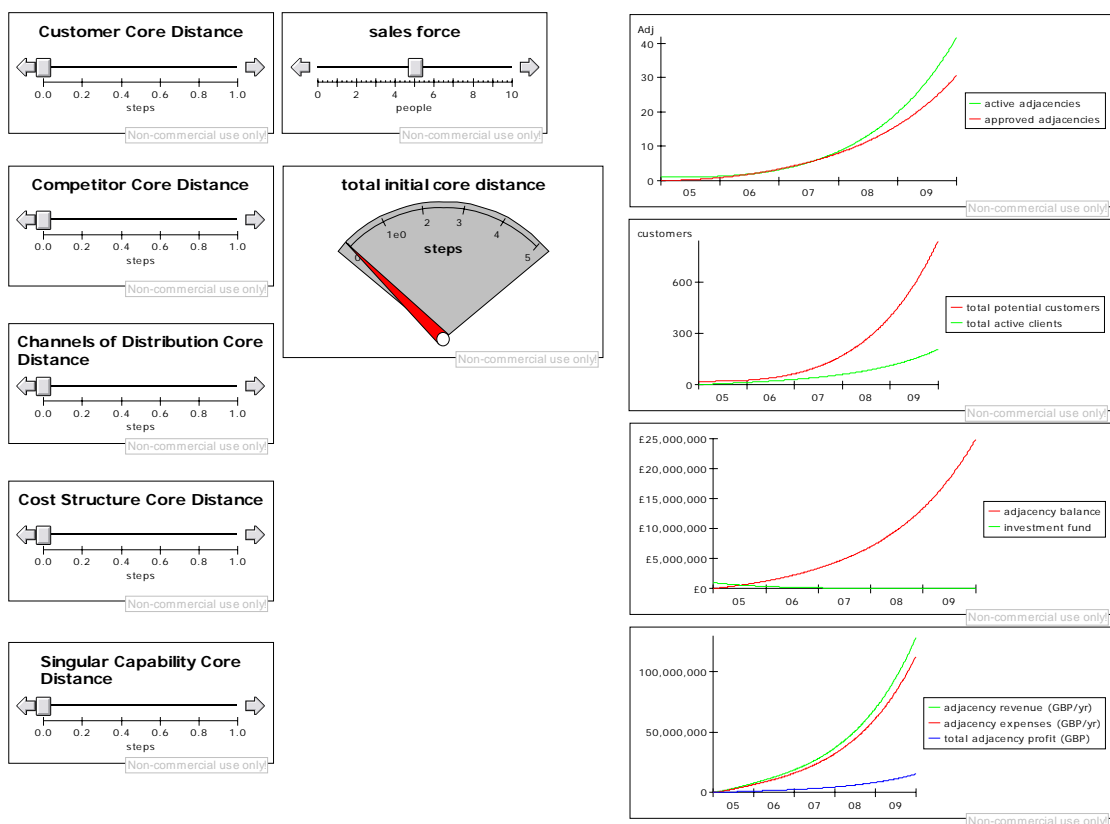 Customer Core Distance
0.0 0.2 0.4 0.6 0.8 1.0
steps
Non-commercial use only!
sales force
0 2 4 6 8 10
people
Non-commercial use only!
Competitor Core Distance
0.0 0.2 0.4 0.6 0.8 1.0
steps
Non-commercial use only!
total initial core distance
0 1e0 2 3 4 5
steps
Non-commercial use only!
Channels of Distribution Core
Distance
0.0 0.2 0.4 0.6 0.8 1.0
steps
Non-commercial use only!
Cost Structure Core Distance
0.0 0.2 0.4 0.6 0.8 1.0
steps
Non-commercial use only!
Singular Capability Core
Distance
0.0 0.2 0.4 0.6 0.8 1.0
steps
Non-commercial use only!
Adj
40
30
20
10
0
05 06 07 08 09
active adjacencies
approved adjacencies
Non-commercial use only!
customers
600
300
0
05 06 07 08 09
total potential customers
total active clients
Non-commercial use only!
£25,000,000
£20,000,000
£15,000,000
£10,000,000
£5,000,000
£0
05 06 07 08 09
adjacency balance
investment fund
Non-commercial use only!
100,000,000
50,000,000
0
05 06 07 08 09
adjacency revenue (GBP/yr)
adjacency expenses (GBP/yr)
total adjacency profit (GBP)
Non-commercial use only!